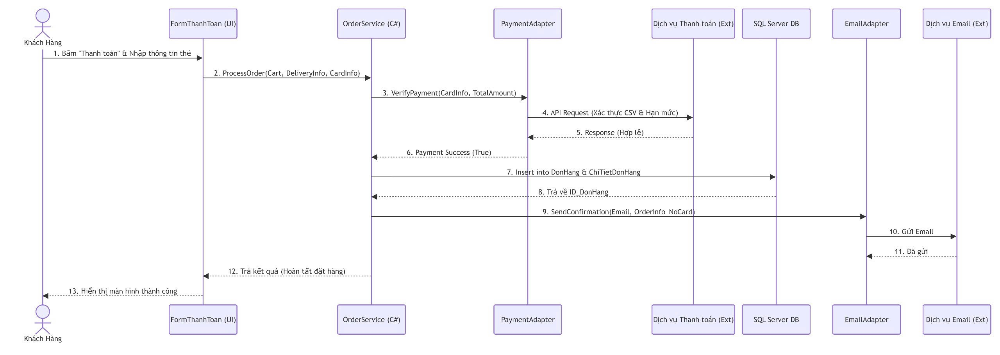 Khách Hàng
FormThanhToan (UI)
OrderService (C#)
PaymentAdapter
Dịch vụ Thanh toán (Ext)
SQL Server DB
EmailAdapter
Dịch vụ Email (Ext)
1. Bấm "Thanh toán" & Nhập thông tin thẻ
2. ProcessOrder(Cart, DeliveryInfo, CardInfo)
3. VerifyPayment(CardInfo, TotalAmount)
4. API Request (Xác thực CSV & Hạn mức)
5. Response (Hợp lệ)
6. Payment Success (True)
7. Insert into DonHang & ChiTietDonHang
8. Trả về ID_DonHang
9. SendConfirmation(Email, OrderInfo_NoCard)
10. Gửi Email
11. Đã gửi
12. Trả kết quả (Hoàn tất đặt hàng)
13. Hiển thị màn hình thành công
Khách Hàng
FormThanhToan (UI)
OrderService (C#)
PaymentAdapter
Dịch vụ Thanh toán (Ext)
SQL Server DB
EmailAdapter
Dịch vụ Email (Ext)